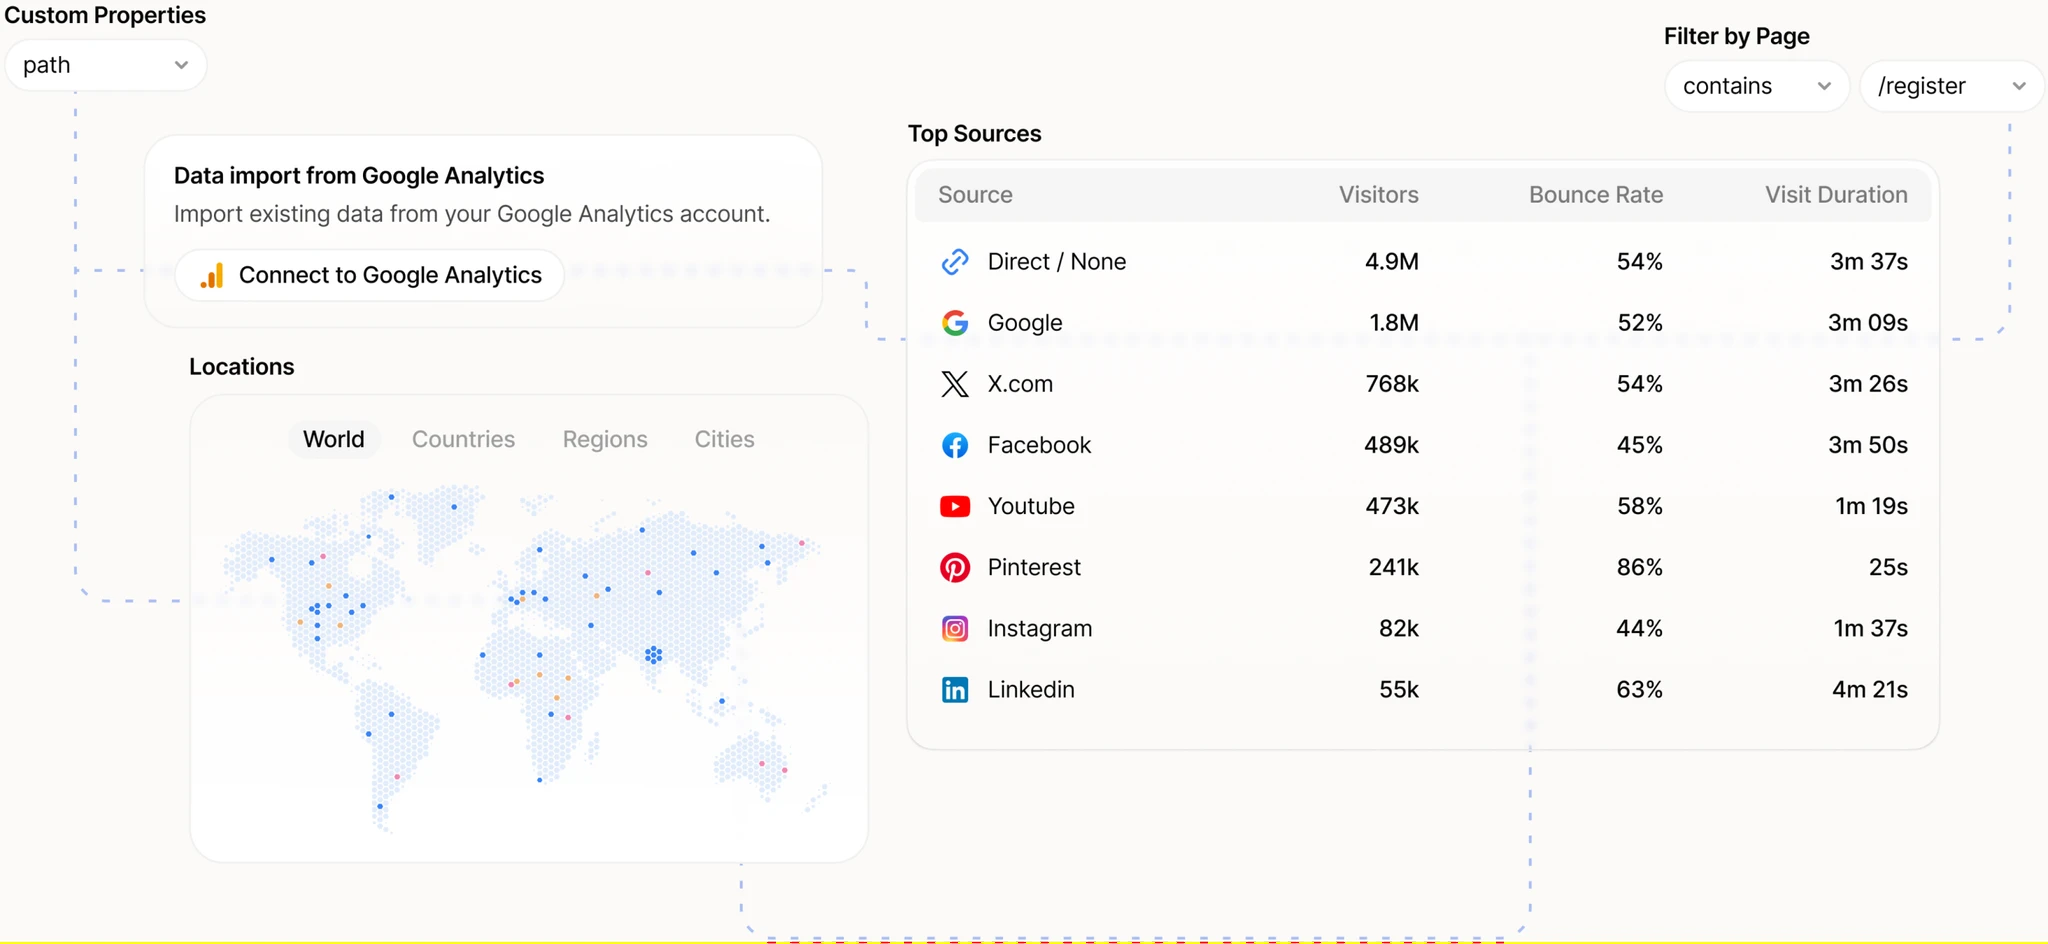 Custom Properties
path
Filter by Page
contains
/register
Data import from Google Analytics
Import existing data from your Google Analytics account.
Connect to Google Analytics
Top Sources
Source Visitors Bounce Rate Visit Duration
Direct / None 4.9M 54% 3m 37s
Google 1.8M 52% 3m 09s
X.com 768k 54% 3m 26s
Facebook 489k 45% 3m 50s
Youtube 473k 58% 1m 19s
Pinterest 241k 86% 25s
Instagram 82k 44% 1m 37s
Linkedin 55k 63% 4m 21s
Locations
World Countries Regions Cities